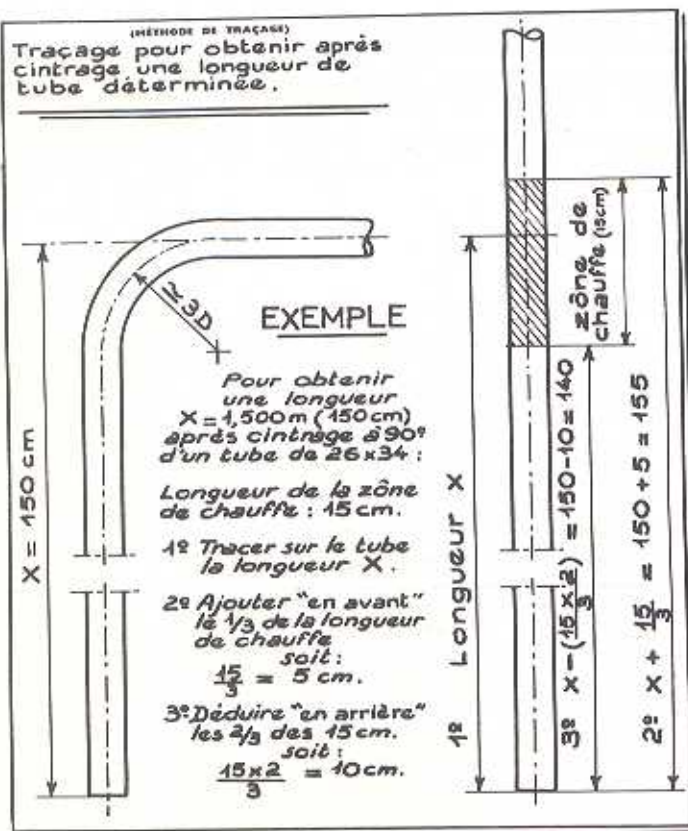 (MÉTHODE DE TRAÇAGE)
Traçage pour obtenir après
cintrage une longueur de
tube déterminée.
X = 150 cm
≃ 3D
EXEMPLE
Pour obtenir
une longueur
X = 1,500 m (150 cm)
après cintrage à 90°
d'un tube de 26x34 :
Longueur de la zône
de chauffe : 15 cm.
1º Tracer sur le tube
la longueur X.
2º Ajouter "en avant"
le 1/3 de la longueur
de chauffe
soit :
15/3 = 5 cm.
3º Déduire "en arrière"
les 2/3 des 15 cm.
soit :
15 x 2 / 3 = 10 cm.
1º Longueur X
zône de
chauffe (15cm)
3º X - (15 x 2 / 3) = 150-10 = 140
2º X + 15/3 = 150 + 5 = 155